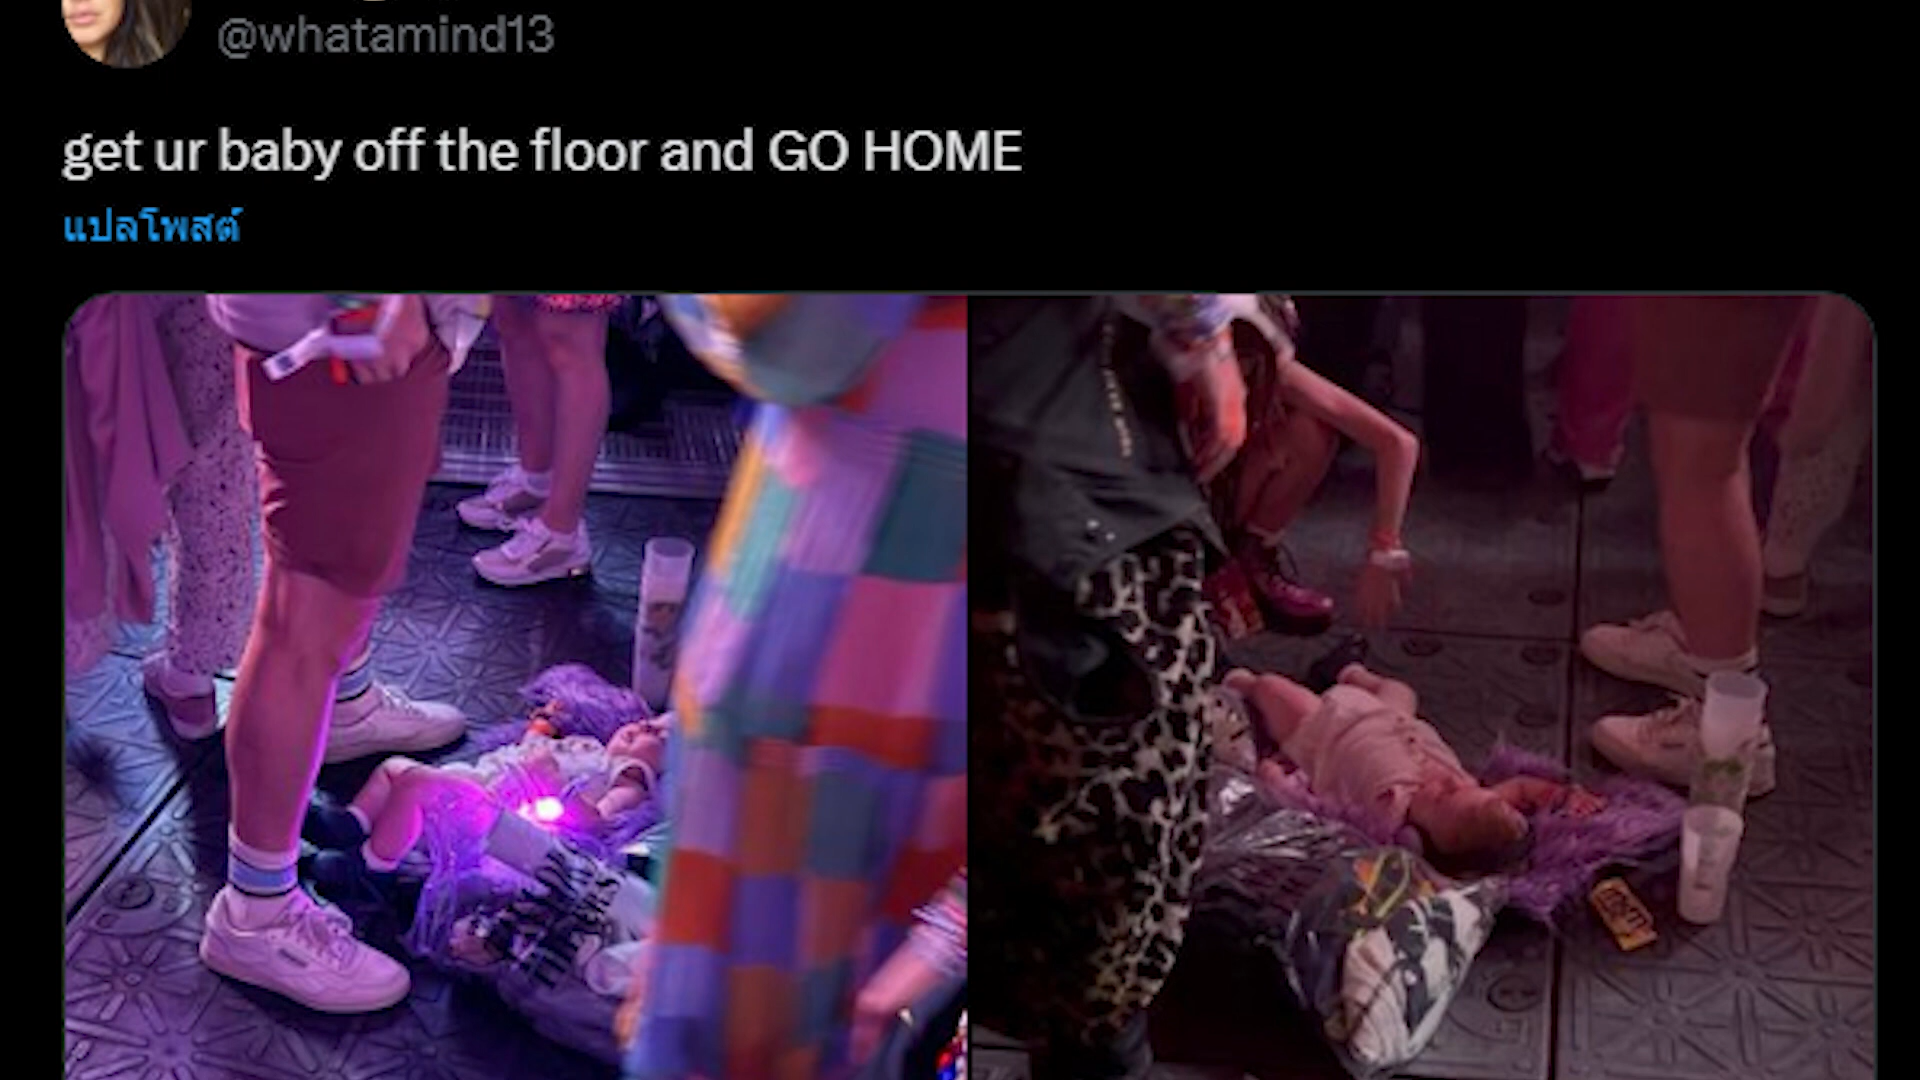 @whatamind13
get ur baby off the floor and GO HOME
แปลโพสต์